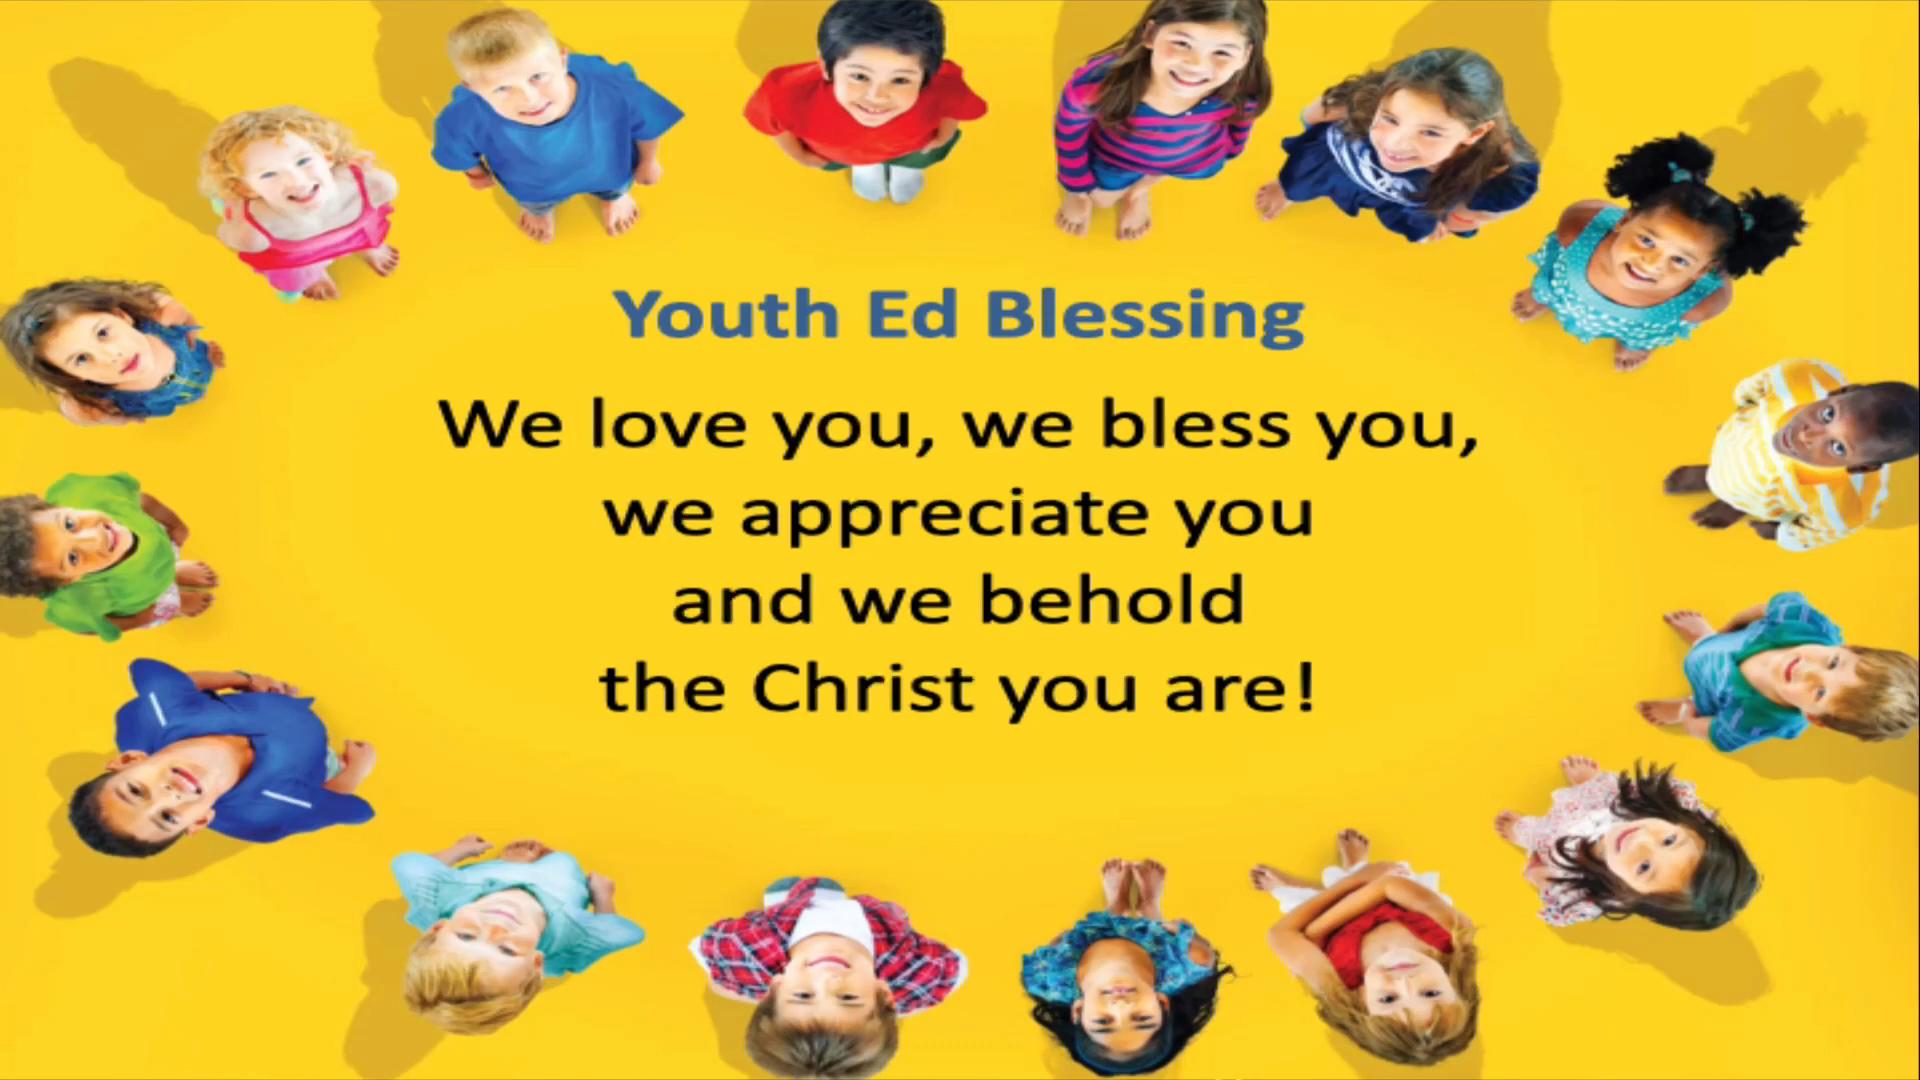 Youth Ed Blessing
We love you, we bless you,
we appreciate you
and we behold
the Christ you are!